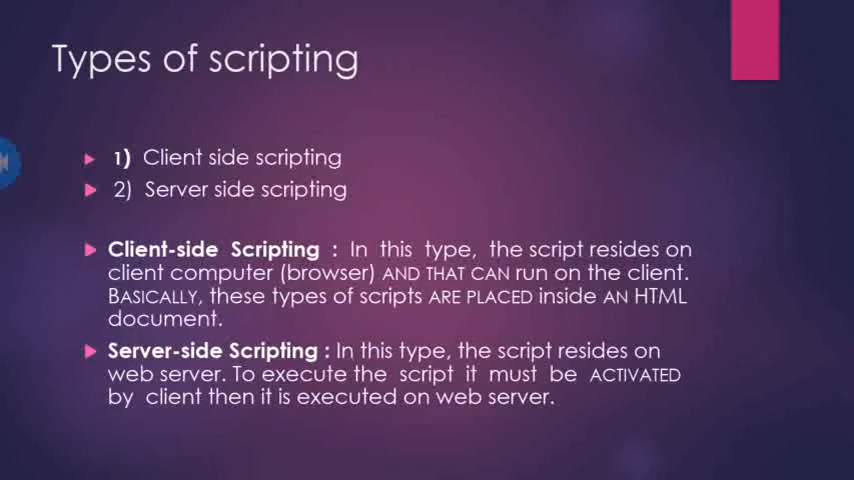 Types of scripting
1) Client side scripting
2) Server side scripting
Client-side Scripting : In this type, the script resides on
client computer (browser) AND THAT CAN run on the client.
BASICALLY, these types of scripts ARE PLACED inside AN HTML
document.
Server-side Scripting : In this type, the script resides on
web server. To execute the script it must be ACTIVATED
by client then it is executed on web server.